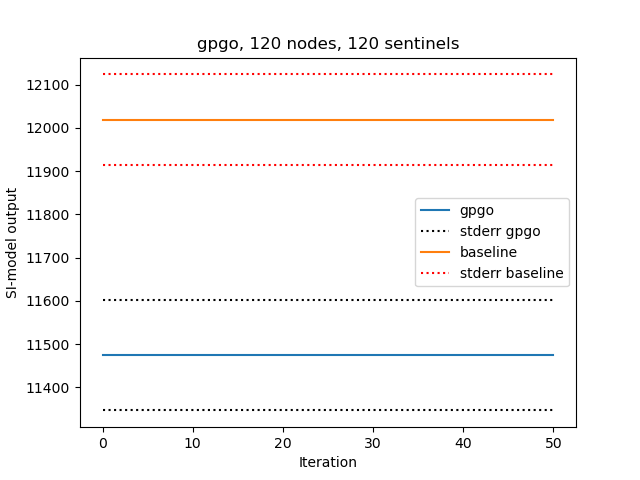 gpgo, 120 nodes, 120 sentinels
12100
12000
11900
11800
11700
11600
11500
11400
SI-model output
gpgo
stderr gpgo
baseline
stderr baseline
0 10 20 30 40 50
Iteration